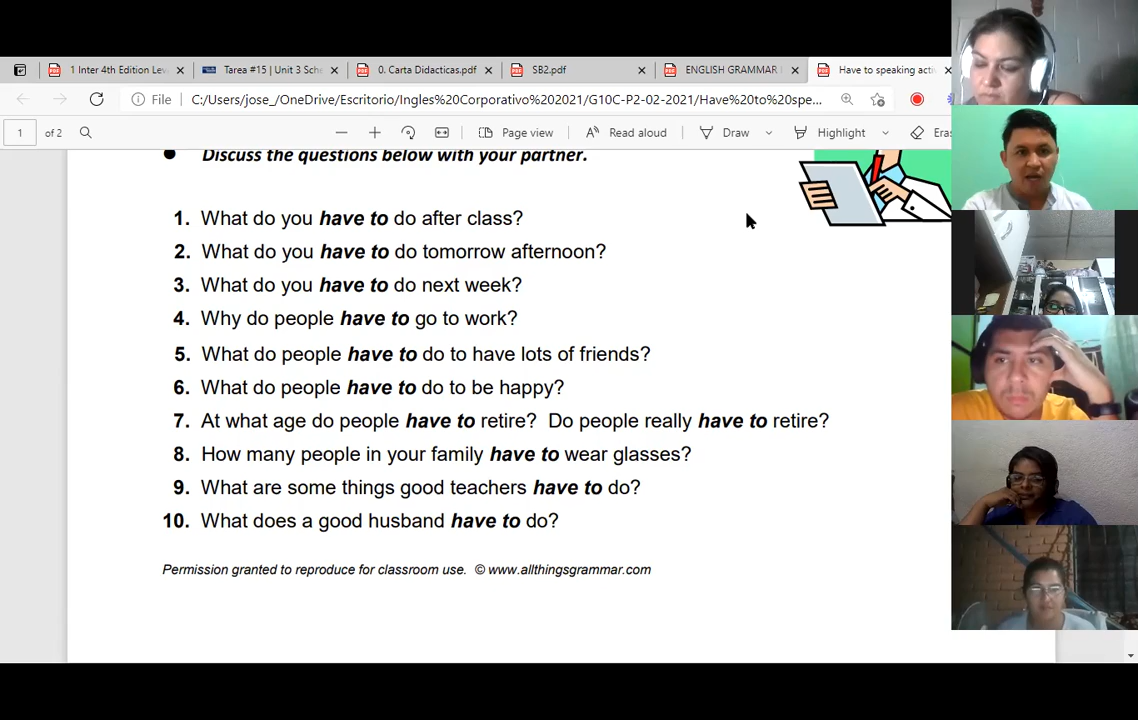 1 Inter 4th Edition Lev
Tarea #15 | Unit 3 Sche
0. Carta Didacticas.pdf
SB2.pdf
ENGLISH GRAMMAR
Have to speaking acti
File
C:/Users/jose_/OneDrive/Escritorio/Ingles%20Corporativo%202021/G10C-P2-02-2021/Have%20to%20spe...
1 of 2
Page view
Read aloud
Draw
Highlight
Eras
Discuss the questions below with your partner.
1. What do you have to do after class?
2. What do you have to do tomorrow afternoon?
3. What do you have to do next week?
4. Why do people have to go to work?
5. What do people have to do to have lots of friends?
6. What do people have to do to be happy?
7. At what age do people have to retire? Do people really have to retire?
8. How many people in your family have to wear glasses?
9. What are some things good teachers have to do?
10. What does a good husband have to do?
Permission granted to reproduce for classroom use. © www.allthingsgrammar.com